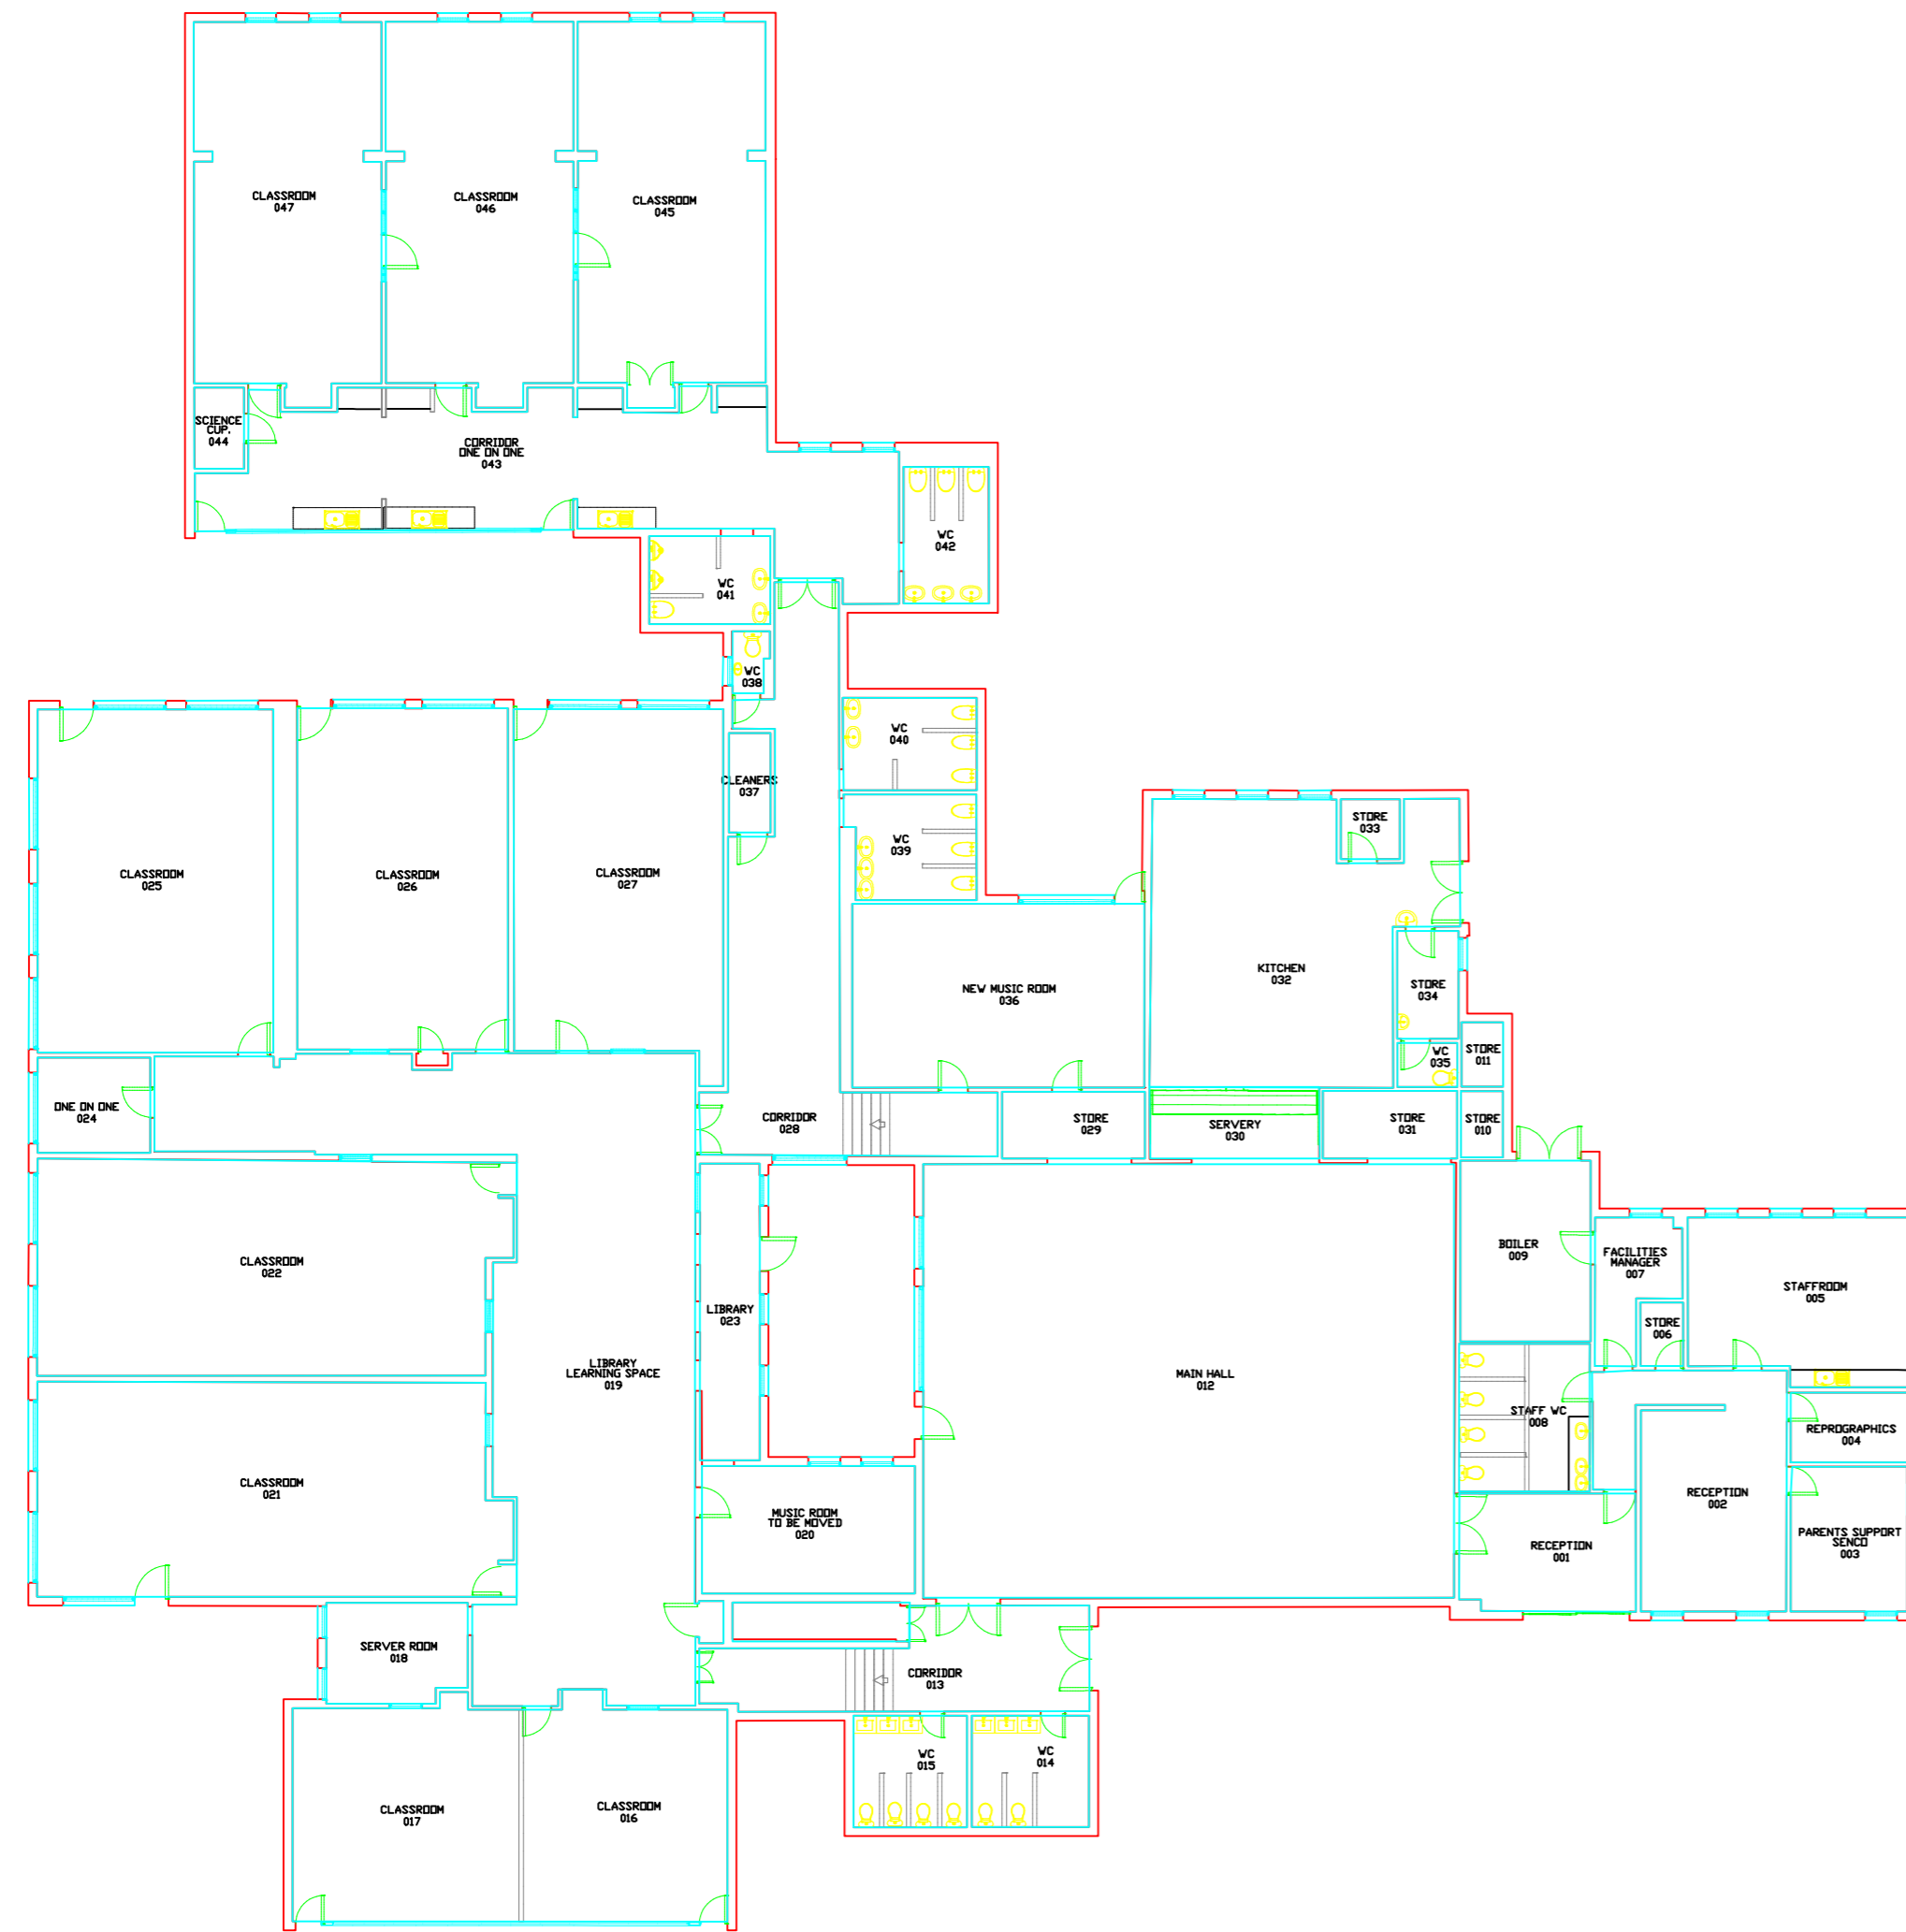 CLASSROOM
047
CLASSROOM
046
CLASSROOM
045
SCIENCE
CUP.
044
CORRIDOR
ONE ON ONE
043
WC
042
WC
041
WC
038
WC
040
CLEANERS
037
WC
039
STORE
033
CLASSROOM
025
CLASSROOM
026
CLASSROOM
027
NEW MUSIC ROOM
036
KITCHEN
032
STORE
034
WC
035
STORE
011
ONE ON ONE
024
CORRIDOR
028
STORE
029
SERVERY
030
STORE
031
STORE
010
CLASSROOM
022
LIBRARY
023
BOILER
009
FACILITIES
MANAGER
007
STAFFROOM
005
STORE
006
LIBRARY
LEARNING SPACE
019
MAIN HALL
012
STAFF WC
008
REPROGRAPHICS
004
CLASSROOM
021
MUSIC ROOM
TO BE MOVED
020
RECEPTION
002
RECEPTION
001
PARENTS SUPPORT
SENCO
003
SERVER ROOM
018
CORRIDOR
013
WC
015
WC
014
CLASSROOM
017
CLASSROOM
016